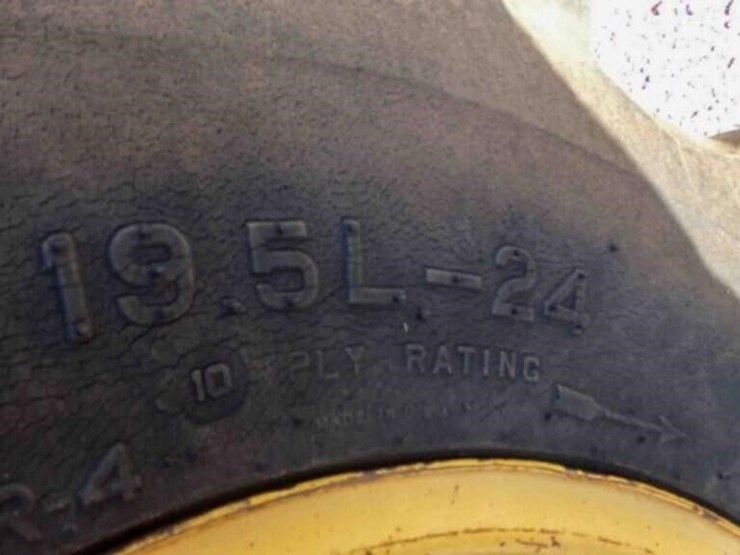 19.5L-24
10 PLY RATING
MADE IN U.S.A.
R-4